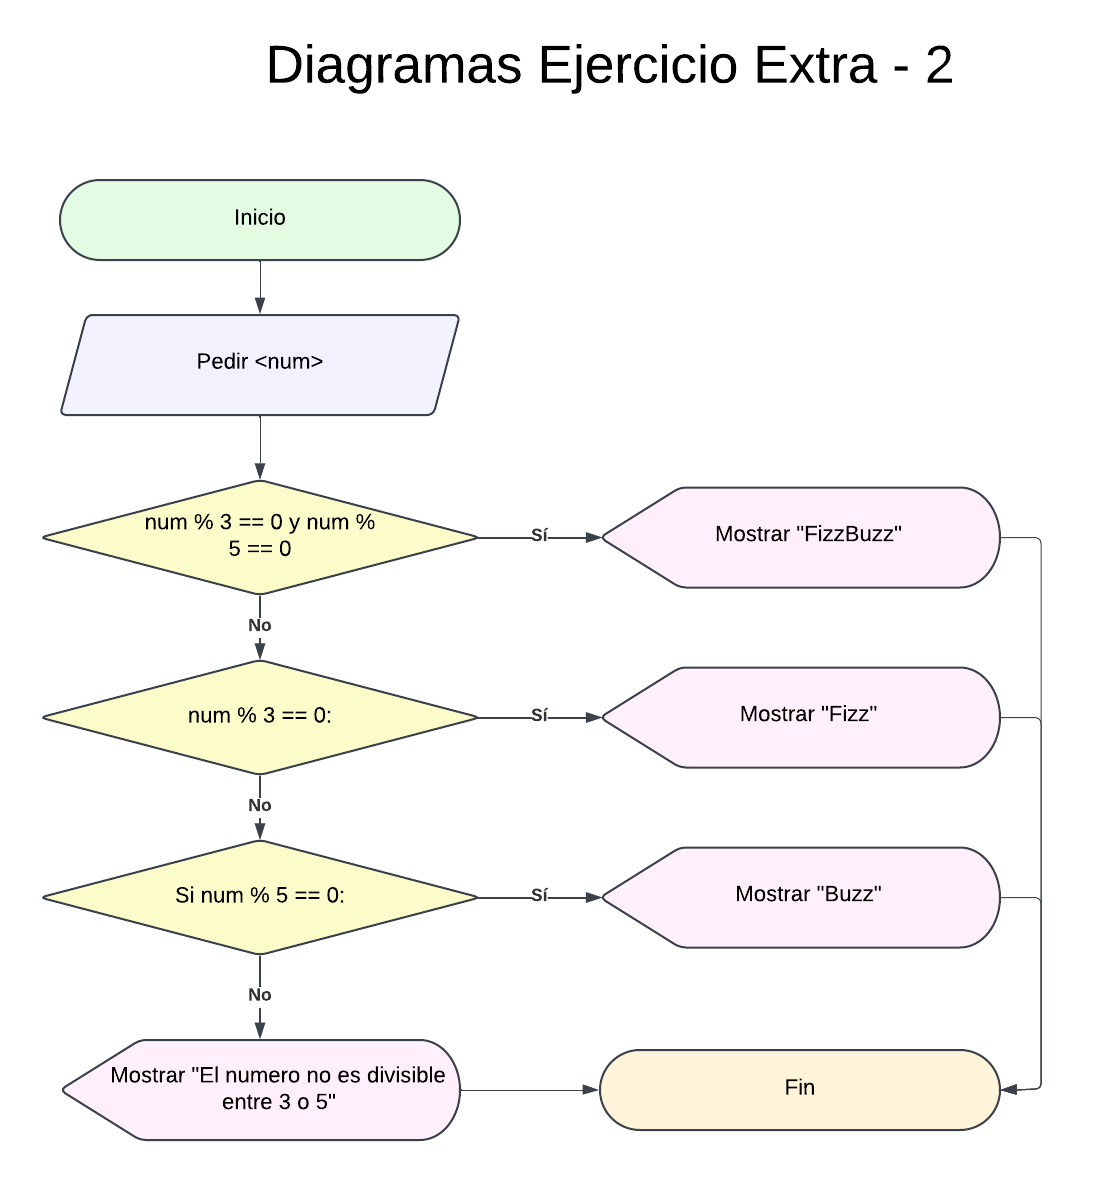 Diagramas Ejercicio Extra - 2
Inicio
Pedir <num>
num % 3 == 0 y num %
5 == 0
Sí
Mostrar "FizzBuzz"
No
num % 3 == 0:
Sí
Mostrar "Fizz"
No
Si num % 5 == 0:
Sí
Mostrar "Buzz"
No
Mostrar "El numero no es divisible
entre 3 o 5"
Fin